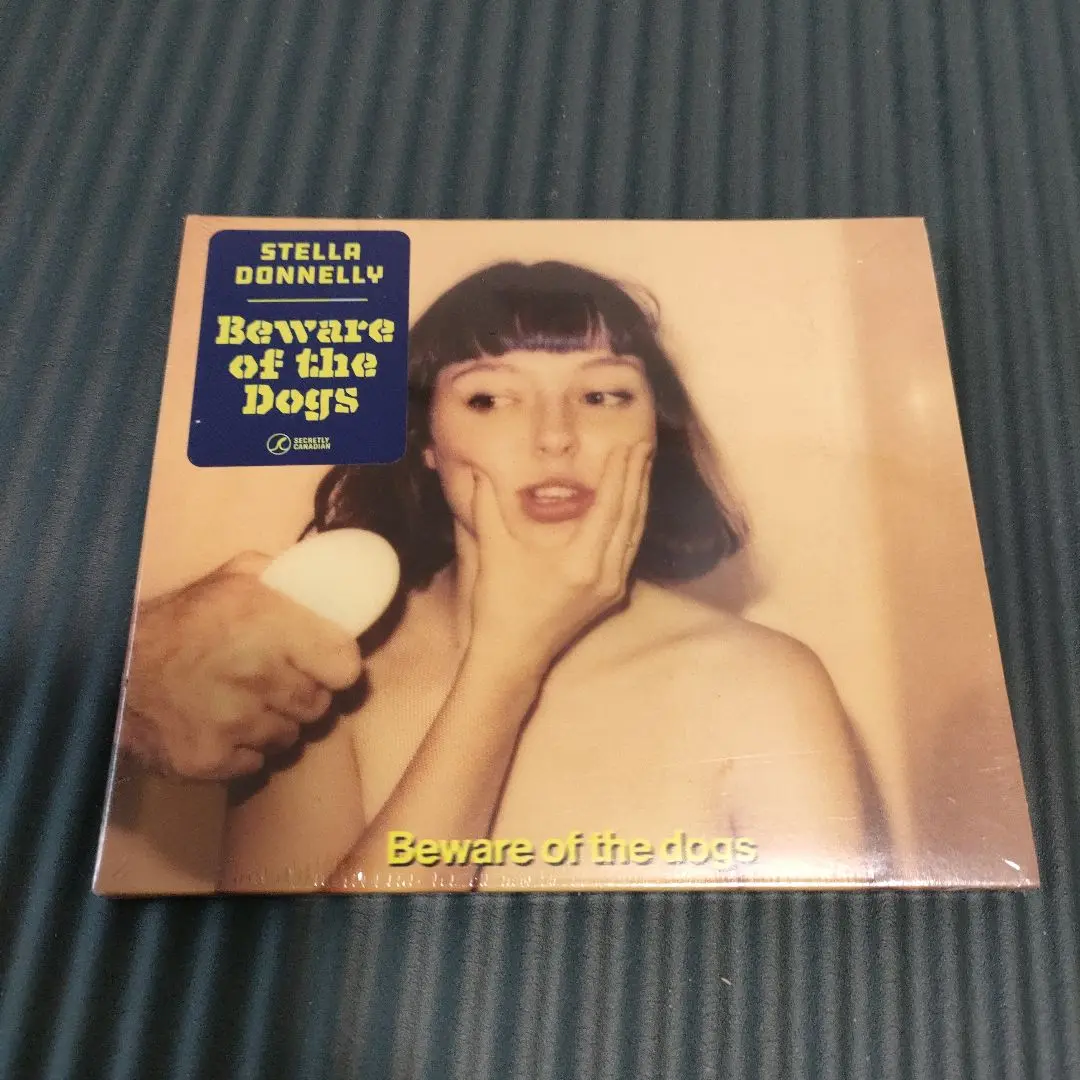 STELLA
DONNELLY
Beware
of the
Dogs
SECRETLY
CANADIAN
Beware of the dogs